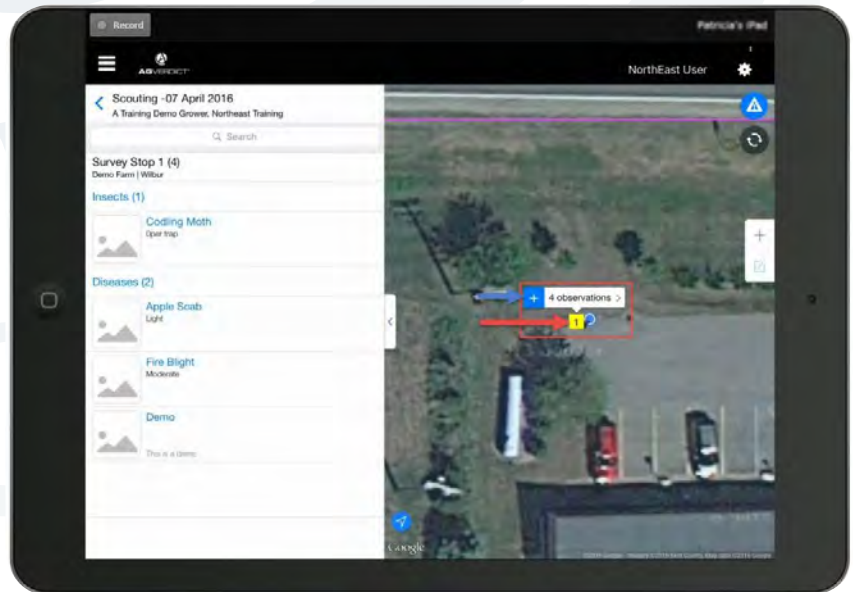 Record
Patricia's iPad
AGVERDICT
NorthEast User
Scouting -07 April 2016
A Training Demo Grower, Northeast Training
Search
Survey Stop 1 (4)
Demo Farm | Wilbur
Insects (1)
Codling Moth
0per trap
Diseases (2)
Apple Scab
Light
Fire Blight
Moderate
Demo
This is a demo
+ 4 observations >
1
Google